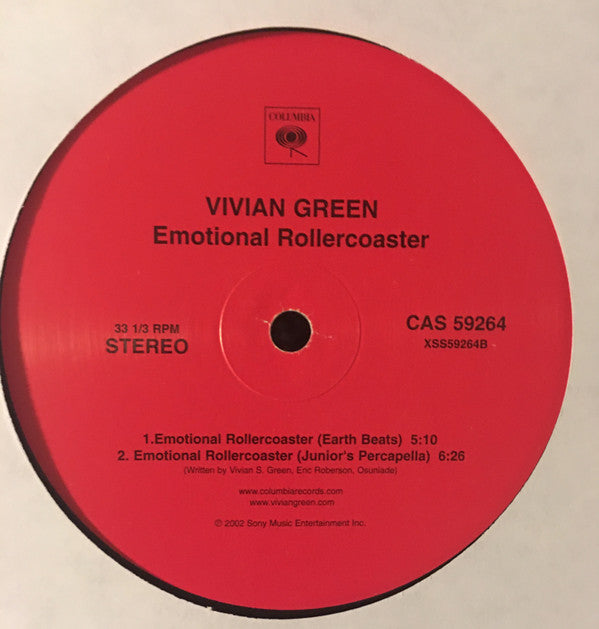 COLUMBIA
VIVIAN GREEN
Emotional Rollercoaster
33 1/3 RPM
STEREO
CAS 59264
XSS59264B
1.Emotional Rollercoaster (Earth Beats) 5:10
2. Emotional Rollercoaster (Junior's Percapella) 6:26
(Written by Vivian S. Green, Eric Roberson, Osuniade)
www.columbiarecords.com
www.viviangreen.com
℗ 2002 Sony Music Entertainment Inc.